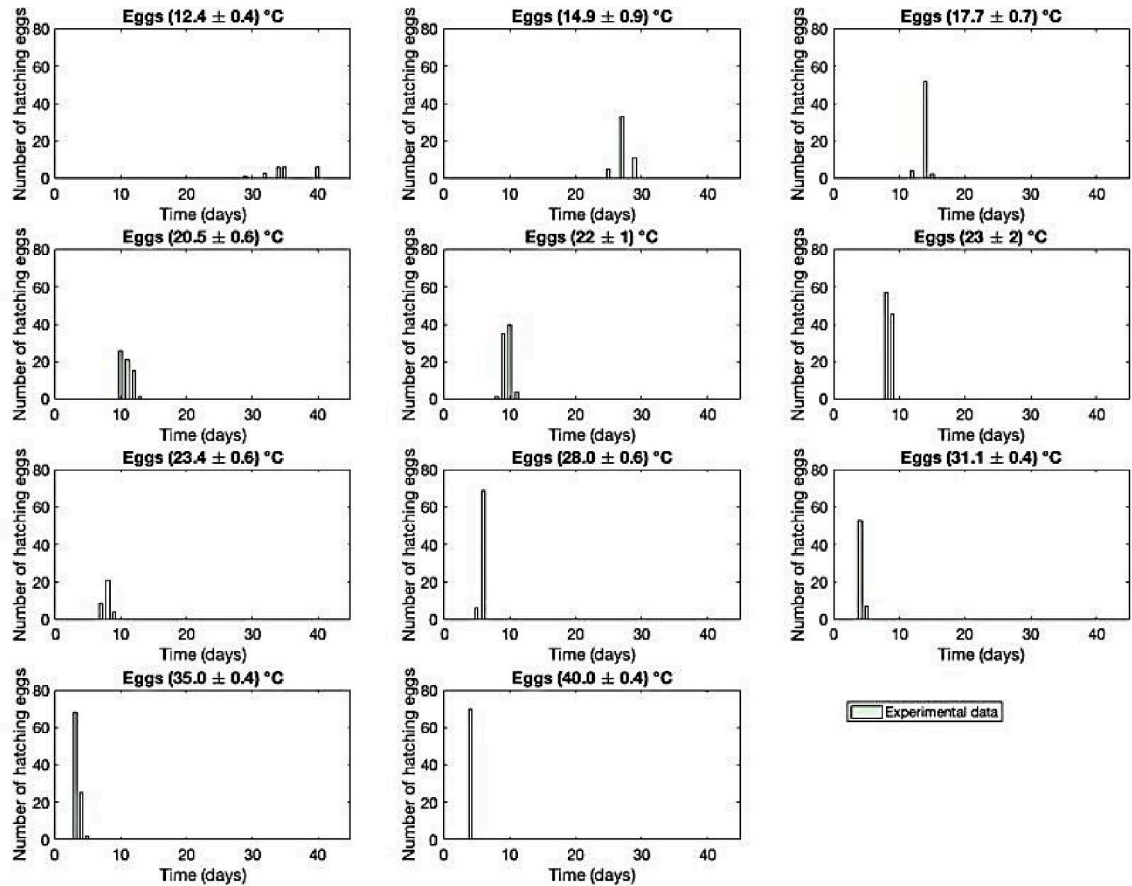 Eggs (12.4 ± 0.4) °C
Number of hatching eggs
80
60
40
20
0
0 10 20 30 40
Time (days)
Eggs (14.9 ± 0.9) °C
Number of hatching eggs
80
60
40
20
0
0 10 20 30 40
Time (days)
Eggs (17.7 ± 0.7) °C
Number of hatching eggs
80
60
40
20
0
0 10 20 30 40
Time (days)
Eggs (20.5 ± 0.6) °C
Number of hatching eggs
80
60
40
20
0
0 10 20 30 40
Time (days)
Eggs (22 ± 1) °C
Number of hatching eggs
80
60
40
20
0
0 10 20 30 40
Time (days)
Eggs (23 ± 2) °C
Number of hatching eggs
80
60
40
20
0
0 10 20 30 40
Time (days)
Eggs (23.4 ± 0.6) °C
Number of hatching eggs
80
60
40
20
0
0 10 20 30 40
Time (days)
Eggs (28.0 ± 0.6) °C
Number of hatching eggs
80
60
40
20
0
0 10 20 30 40
Time (days)
Eggs (31.1 ± 0.4) °C
Number of hatching eggs
80
60
40
20
0
0 10 20 30 40
Time (days)
Eggs (35.0 ± 0.4) °C
Number of hatching eggs
80
60
40
20
0
0 10 20 30 40
Time (days)
Eggs (40.0 ± 0.4) °C
Number of hatching eggs
80
60
40
20
0
0 10 20 30 40
Time (days)
Experimental data